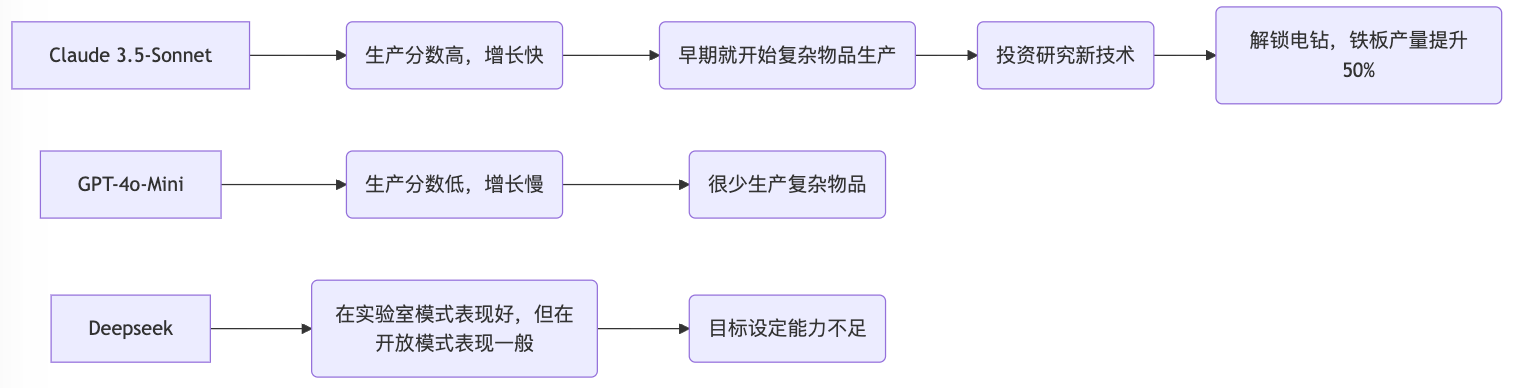 Claude 3.5-Sonnet
生产分数高，增长快
早期就开始复杂物品生产
投资研究新技术
解锁电钻，铁板产量提升
50%
GPT-4o-Mini
生产分数低，增长慢
很少生产复杂物品
Deepseek
在实验室模式表现好，但在
开放模式表现一般
目标设定能力不足